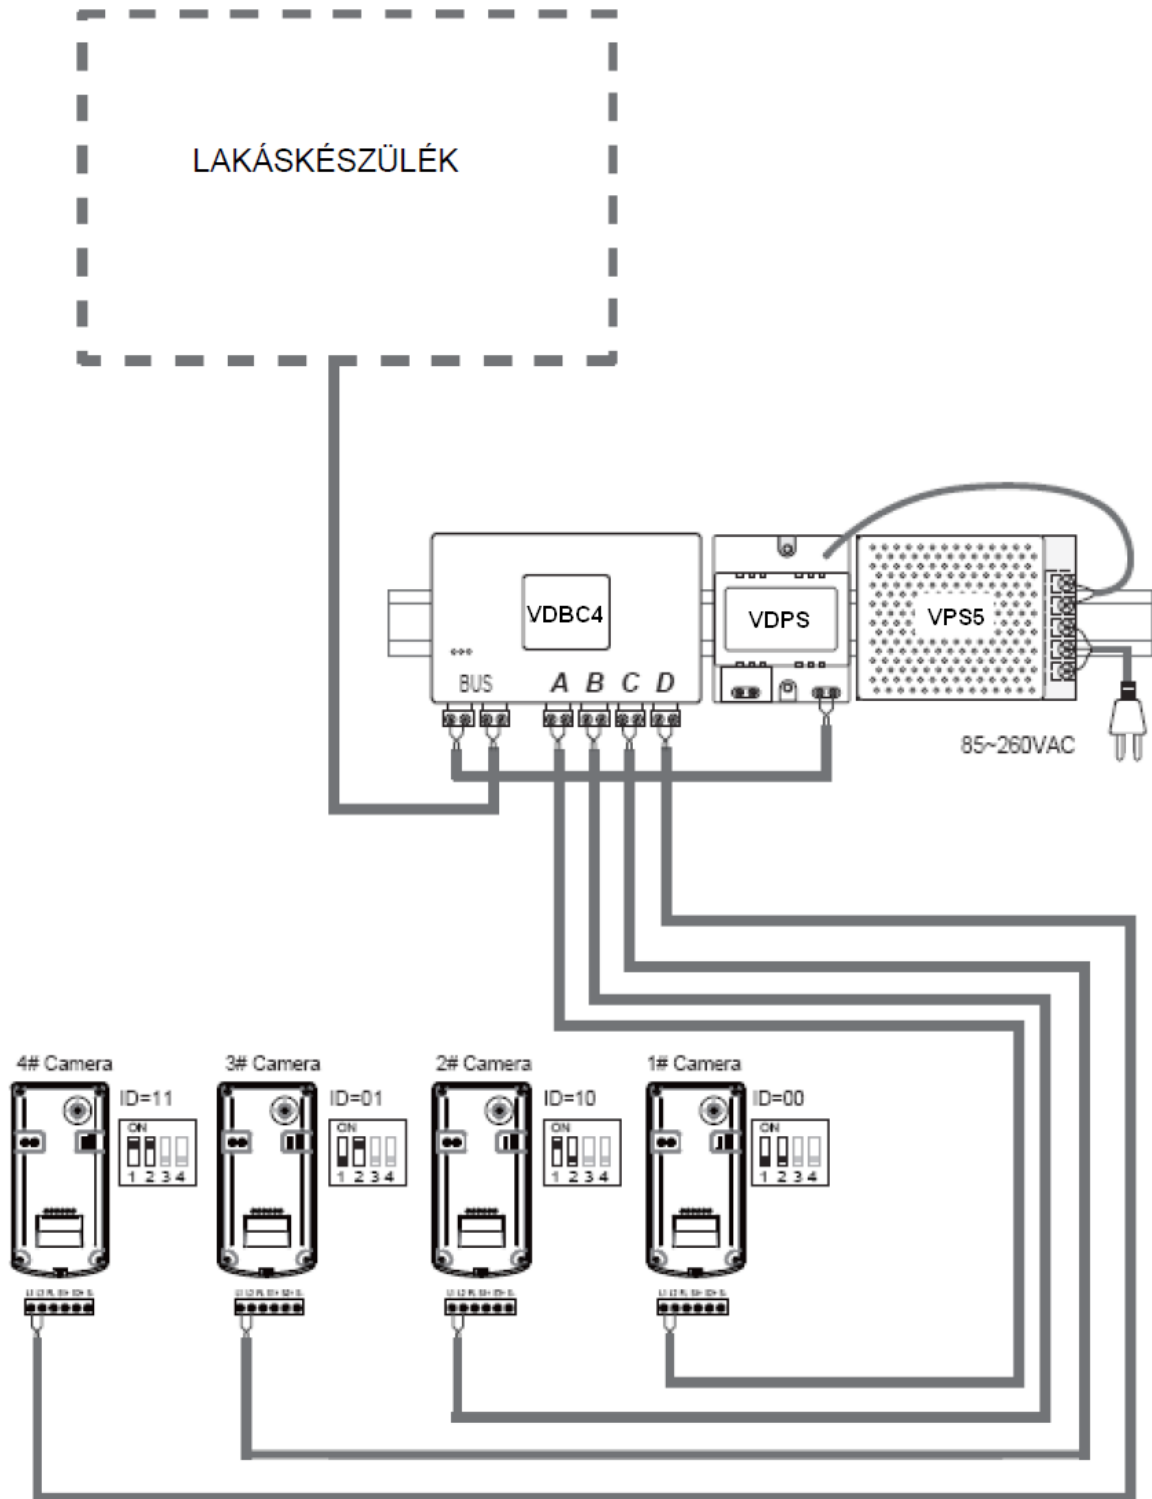 LAKÁSKÉSZÜLÉK
VDBC4
VDPS
VPS5
BUS
A B C D
85~260VAC
4# Camera
3# Camera
2# Camera
1# Camera
ID=11
ID=01
ID=10
ID=00
ON
1 2 3 4
ON
1 2 3 4
ON
1 2 3 4
ON
1 2 3 4